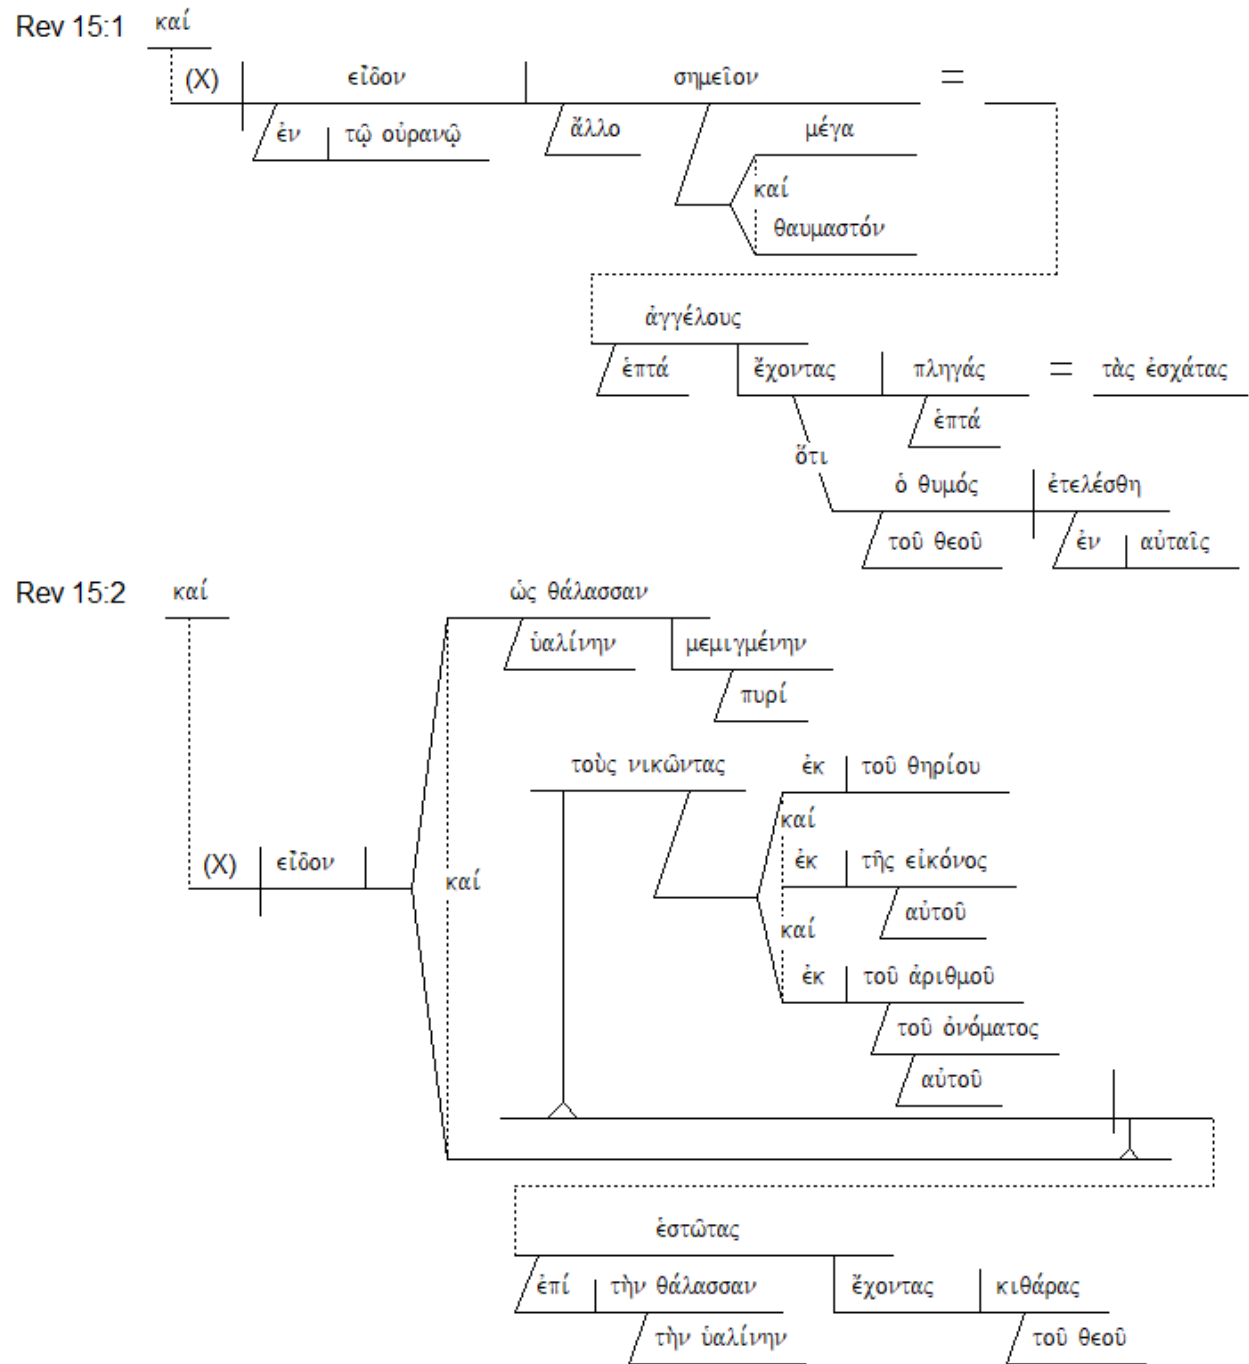 Rev 15:1 καί
(X) εἶδον σημεῖον =
ἐν τῷ οὐρανῷ ἄλλο μέγα
καί
θαυμαστόν
ἀγγέλους
ἑπτά ἔχοντας πληγάς = τὰς ἐσχάτας
ἑπτά
ὅτι
ὁ θυμός ἐτελέσθη
τοῦ θεοῦ ἐν αὐταῖς
Rev 15:2 καί ὡς θάλασσαν
ὑαλίνην μεμιγμένην
πυρί
τοὺς νικῶντας ἐκ τοῦ θηρίου
καί
(X) εἶδον ἐκ τῆς εἰκόνος
καί
αὐτοῦ
καί
ἐκ τοῦ ἀριθμοῦ
τοῦ ὀνόματος
αὐτοῦ
ἑστῶτας
ἐπί τὴν θάλασσαν ἔχοντας κιθάρας
τὴν ὑαλίνην τοῦ θεοῦ